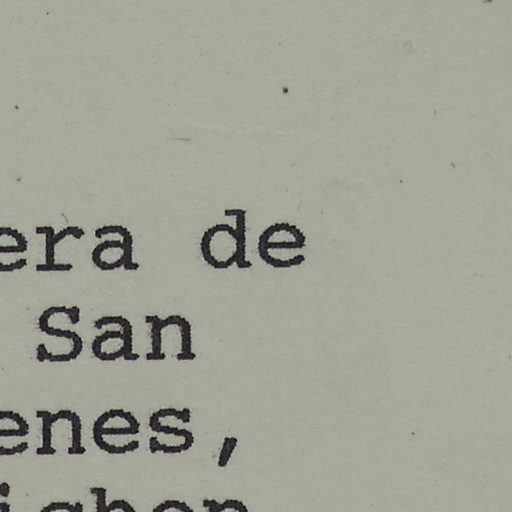 era de
San
enes,